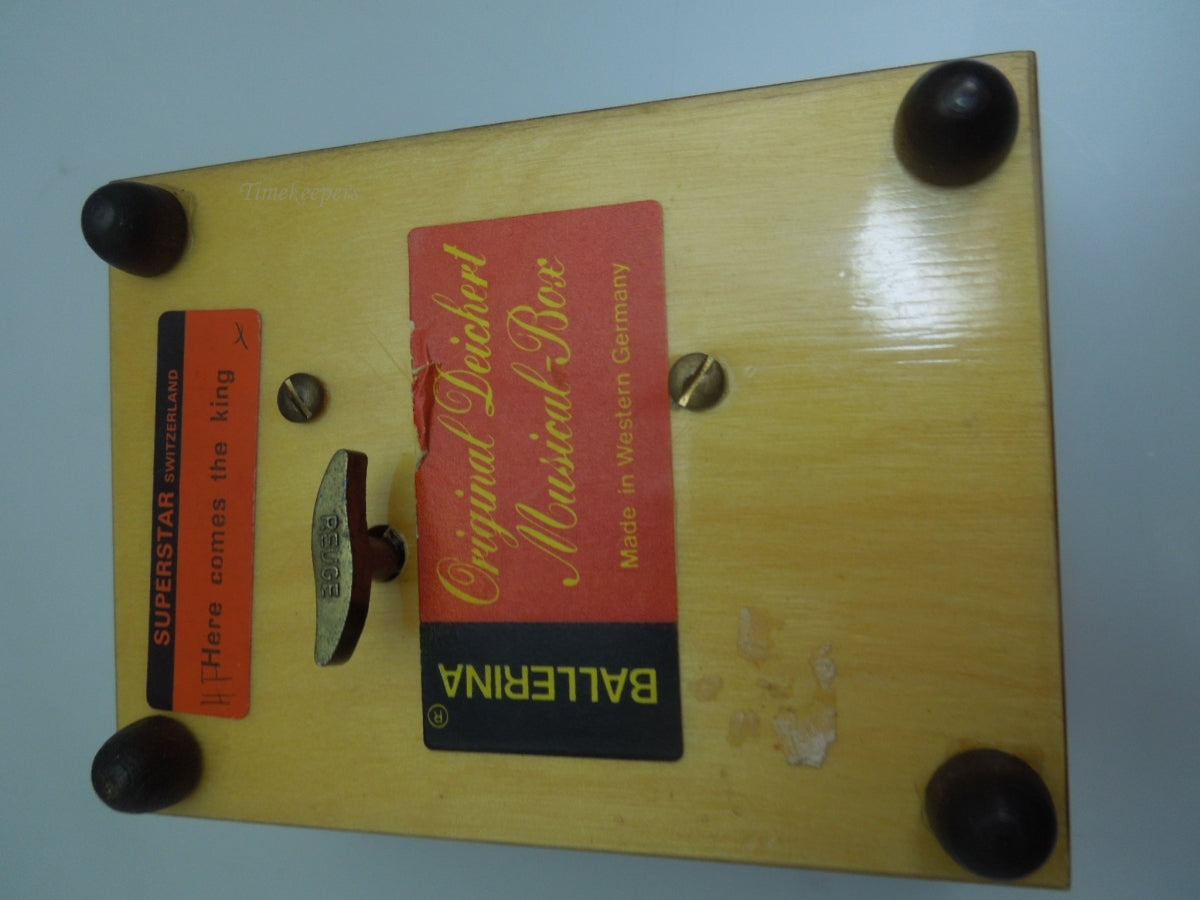 Timekeepers
SUPERSTAR SWITZERLAND
Here comes the king
REUGE
Original Deichert
Musical-Box
Made in Western Germany
BALLERINA
®